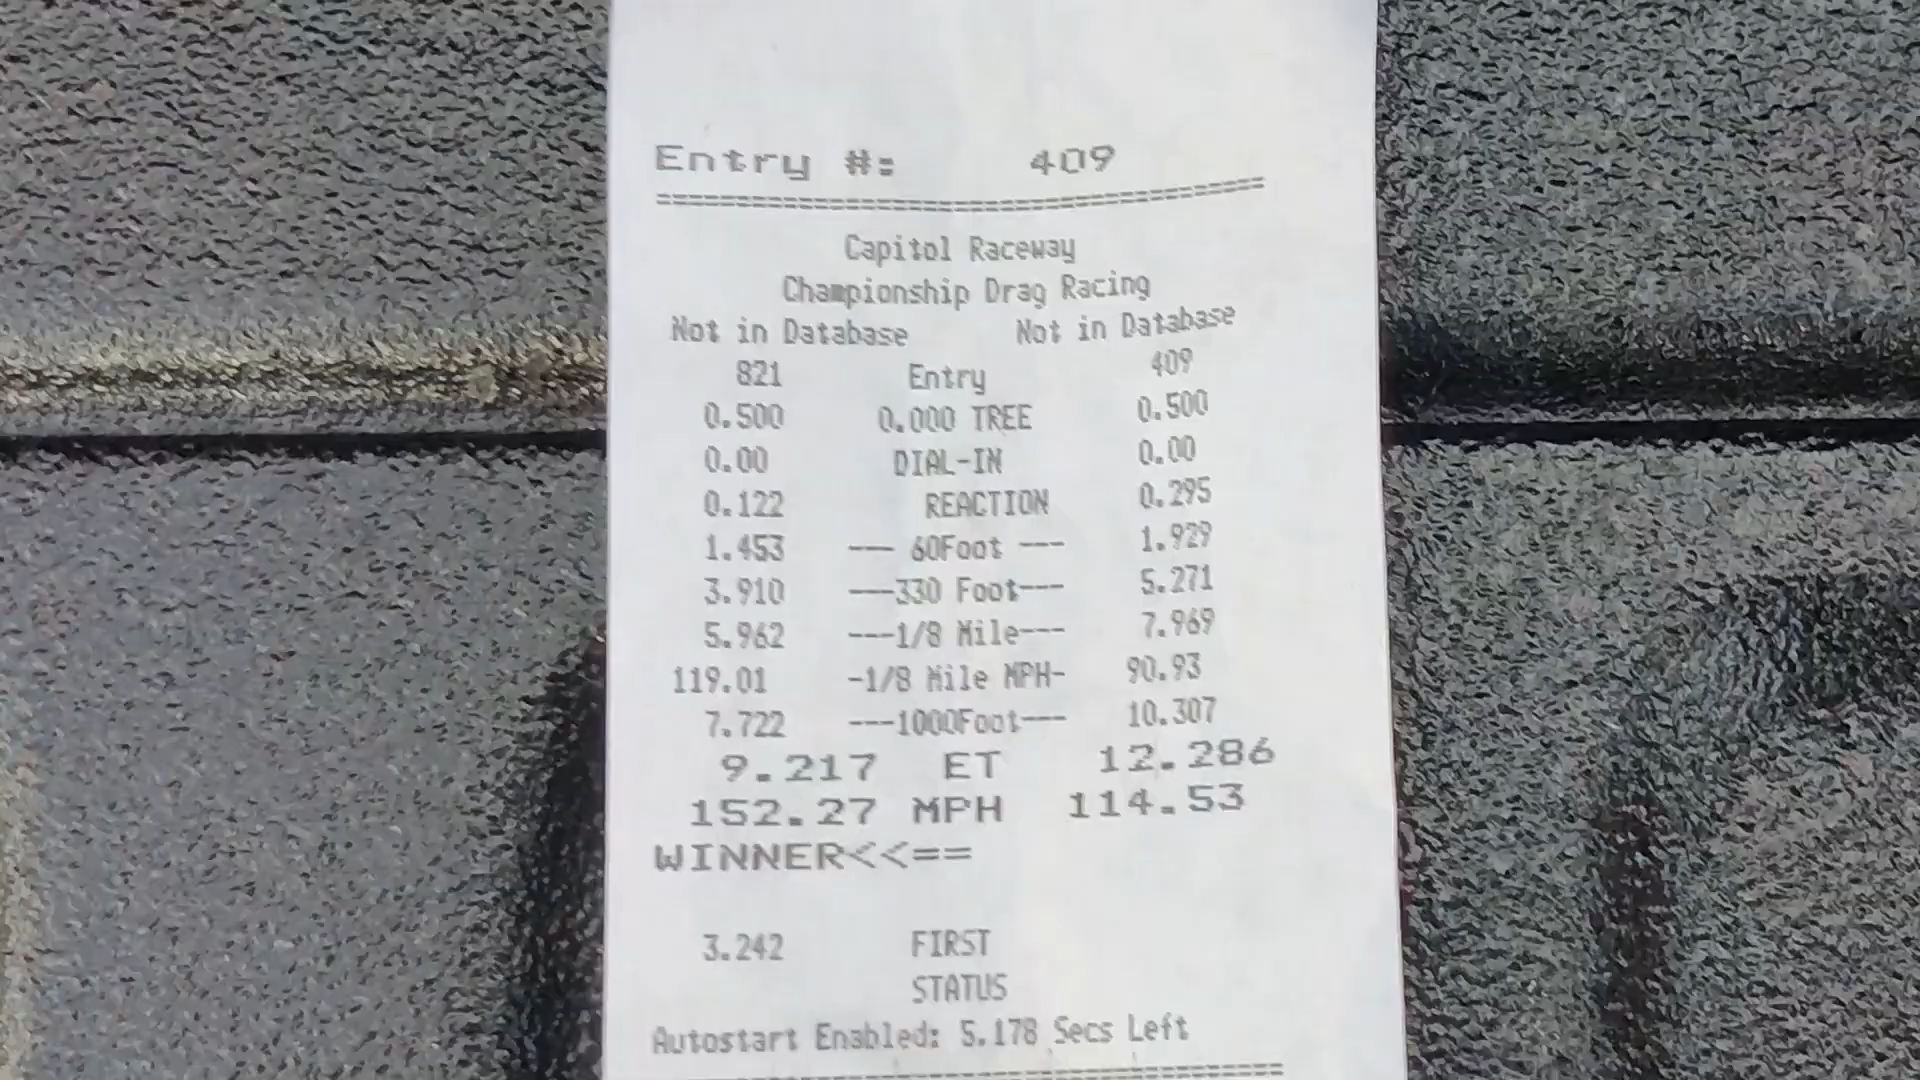 Entry #: 409
================================================
Capitol Raceway
Championship Drag Racing
Not in Database Not in Database
821 Entry 409
0.500 0.000 TREE 0.500
0.00 DIAL-IN 0.00
0.122 REACTION 0.295
1.453 --- 60Foot --- 1.929
3.910 ---330 Foot--- 5.271
5.962 ---1/8 Mile--- 7.969
119.01 -1/8 Mile MPH- 90.93
7.722 ---1000Foot--- 10.307
9.217 ET 12.286
152.27 MPH 114.53
WINNER<<==
3.242 FIRST
STATUS
Autostart Enabled: 5.178 Secs Left
================================================